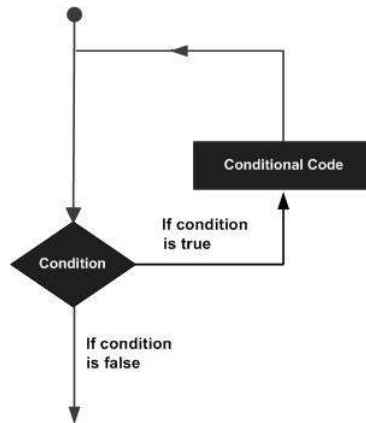 Conditional Code
If condition
is true
Condition
If condition
is false